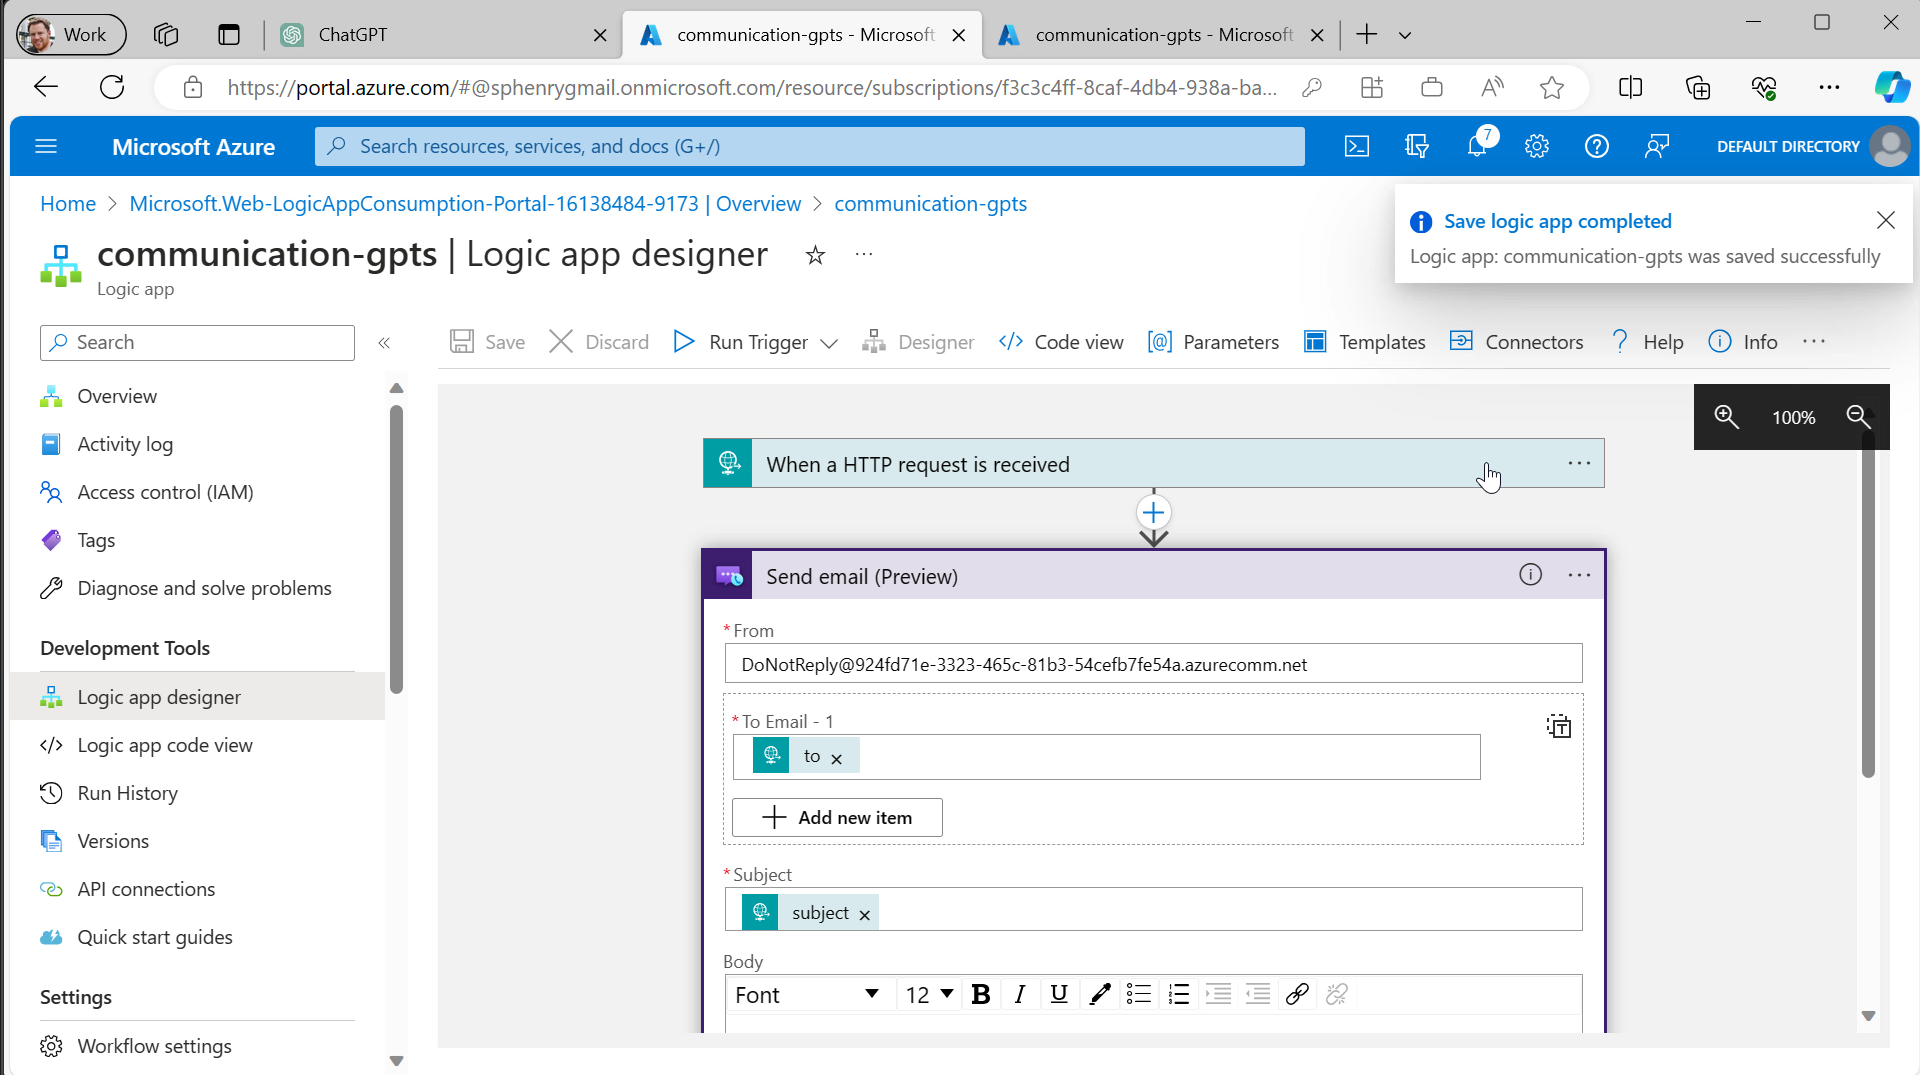 Work
ChatGPT
communication-gpts - Microsoft
communication-gpts - Microsoft
https://portal.azure.com/#@sphenrygmail.onmicrosoft.com/resource/subscriptions/f3c3c4ff-8caf-4db4-938a-ba...
Microsoft Azure
Search resources, services, and docs (G+/)
7
DEFAULT DIRECTORY
Home > Microsoft.Web-LogicAppConsumption-Portal-16138484-9173 | Overview > communication-gpts
Save logic app completed
Logic app: communication-gpts was saved successfully
communication-gpts | Logic app designer
Logic app
Search
Save
Discard
Run Trigger
Designer
Code view
Parameters
Templates
Connectors
Help
Info
Overview
Activity log
Access control (IAM)
Tags
Diagnose and solve problems
Development Tools
Logic app designer
Logic app code view
Run History
Versions
API connections
Quick start guides
Settings
Workflow settings
100%
When a HTTP request is received
Send email (Preview)
* From
DoNotReply@924fd71e-3323-465c-81b3-54cefb7fe54a.azurecomm.net
* To Email - 1
to
Add new item
* Subject
subject
Body
Font
12
B
I
U